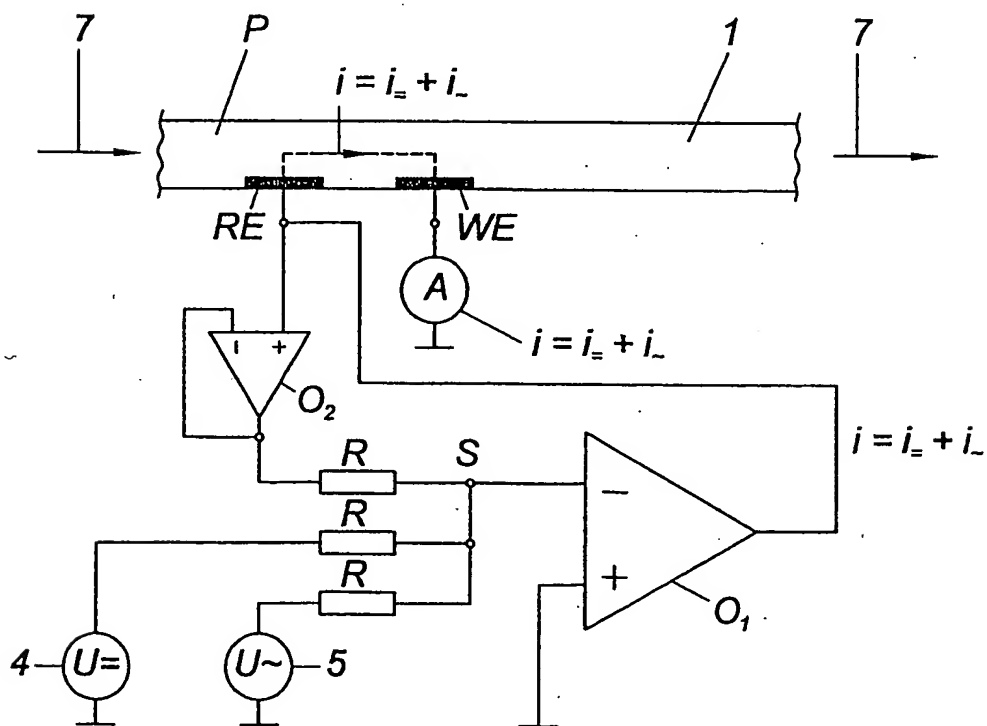 7 P 1 7
i = i₌ + i~
RE WE
A
i = i₌ + i~
− +
O₂
i = i₌ + i~
R S
−
R
+
R
O₁
4 U= U~ 5